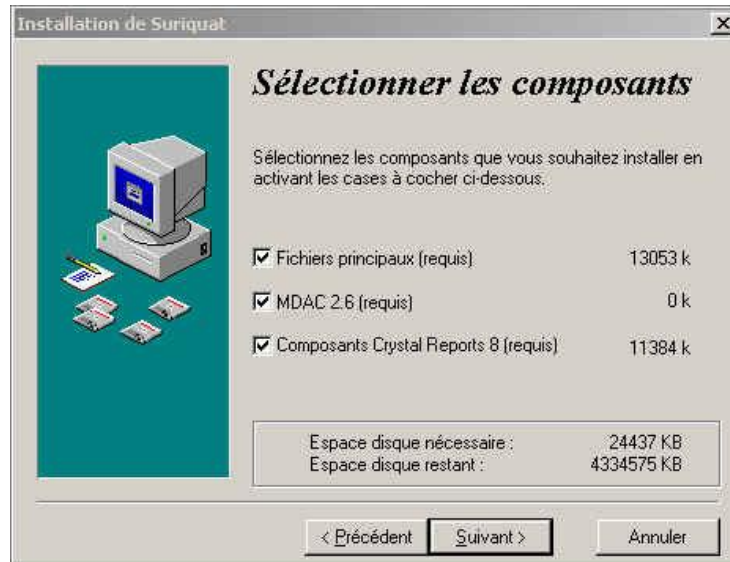 Installation de Suriquat
Sélectionner les composants
Sélectionnez les composants que vous souhaitez installer en
activant les cases à cocher ci-dessous.
Fichiers principaux (requis) 13053 k
MDAC 2.6 (requis) 0 k
Composants Crystal Reports 8 (requis) 11384 k
Espace disque nécessaire : 24437 KB
Espace disque restant : 4334575 KB
< Précédent Suivant > Annuler